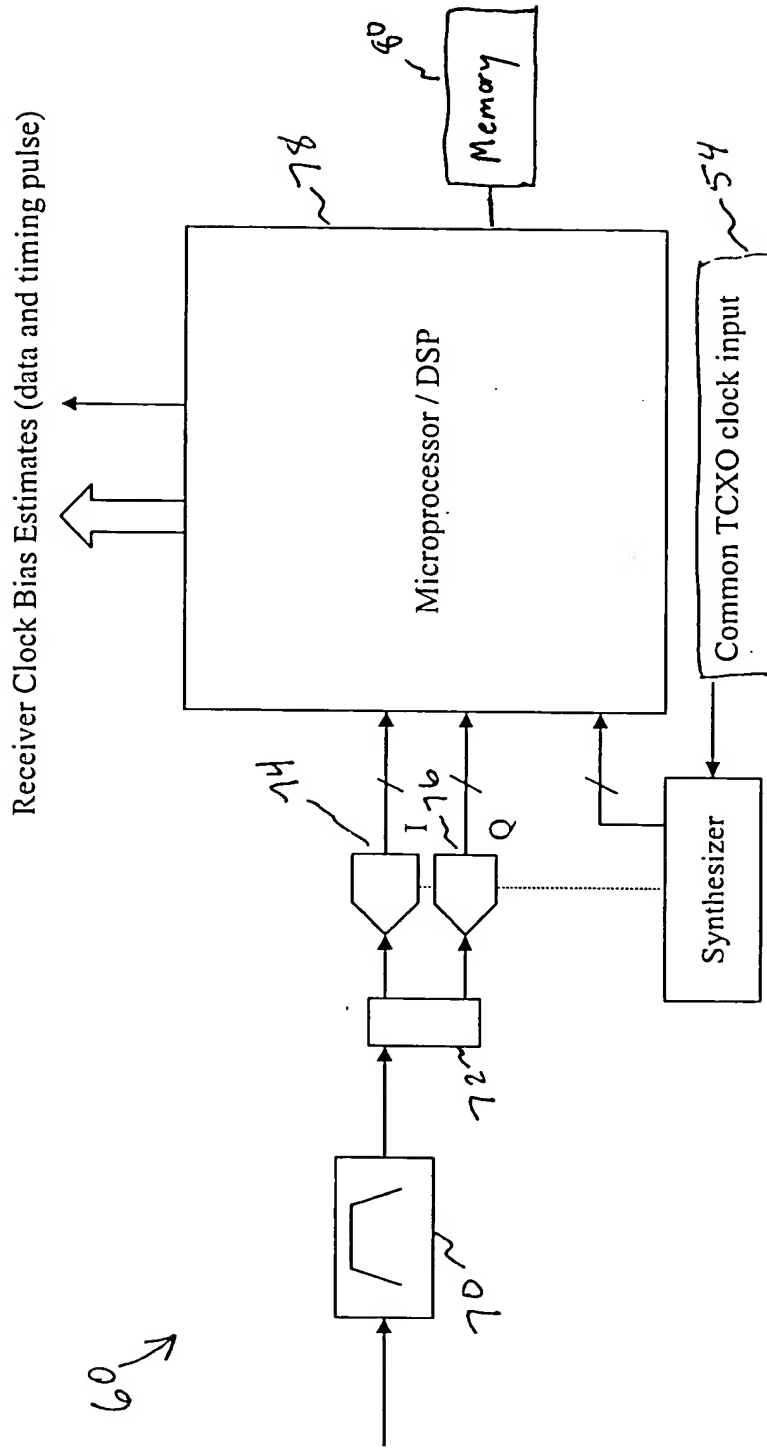 Receiver Clock Bias Estimates (data and timing pulse)
60
70
72
74
I
76
Q
78
Microprocessor / DSP
Memory
80
Synthesizer
Common TCXO clock input
54